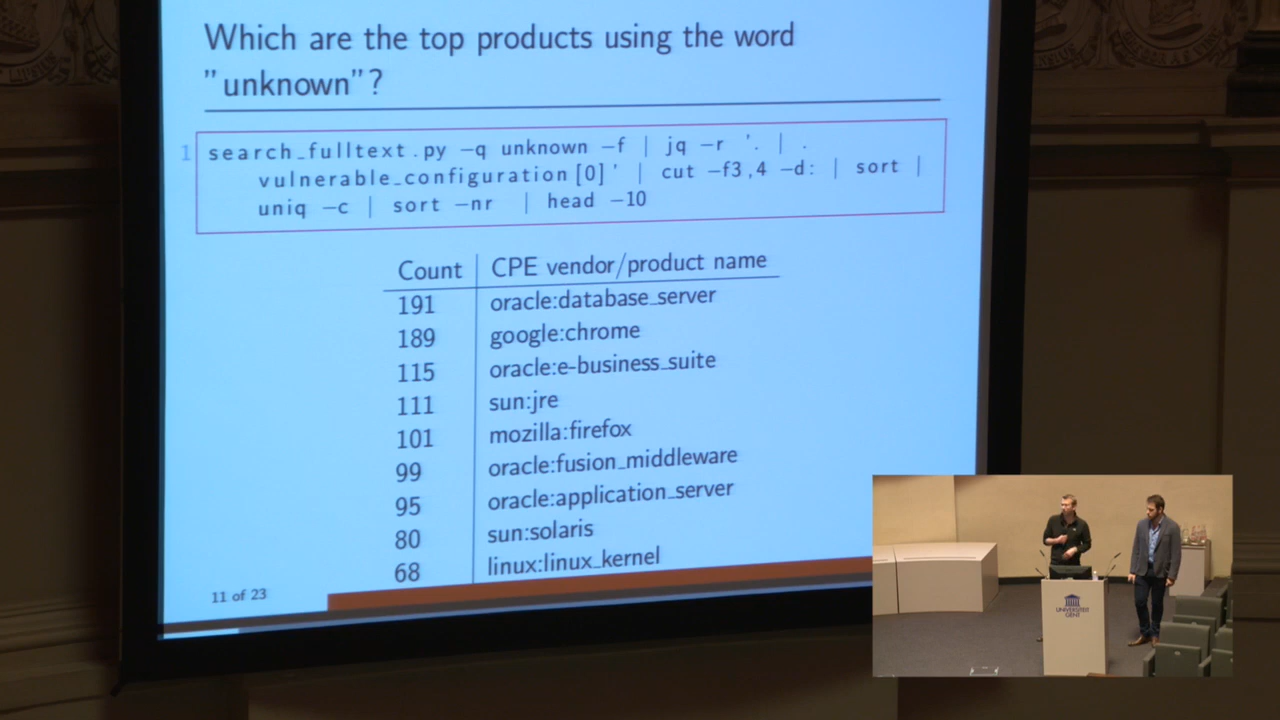 Which are the top products using the word
"unknown"?
1 search_fulltext.py -q unknown -f | jq -r '. | .
vulnerable_configuration[0]' | cut -f3,4 -d: | sort |
uniq -c | sort -nr | head -10
Count CPE vendor/product name
191 oracle:database_server
189 google:chrome
115 oracle:e-business_suite
111 sun:jre
101 mozilla:firefox
99 oracle:fusion_middleware
95 oracle:application_server
80 sun:solaris
68 linux:linux_kernel
11 of 23
UNIVERSITEIT
GENT